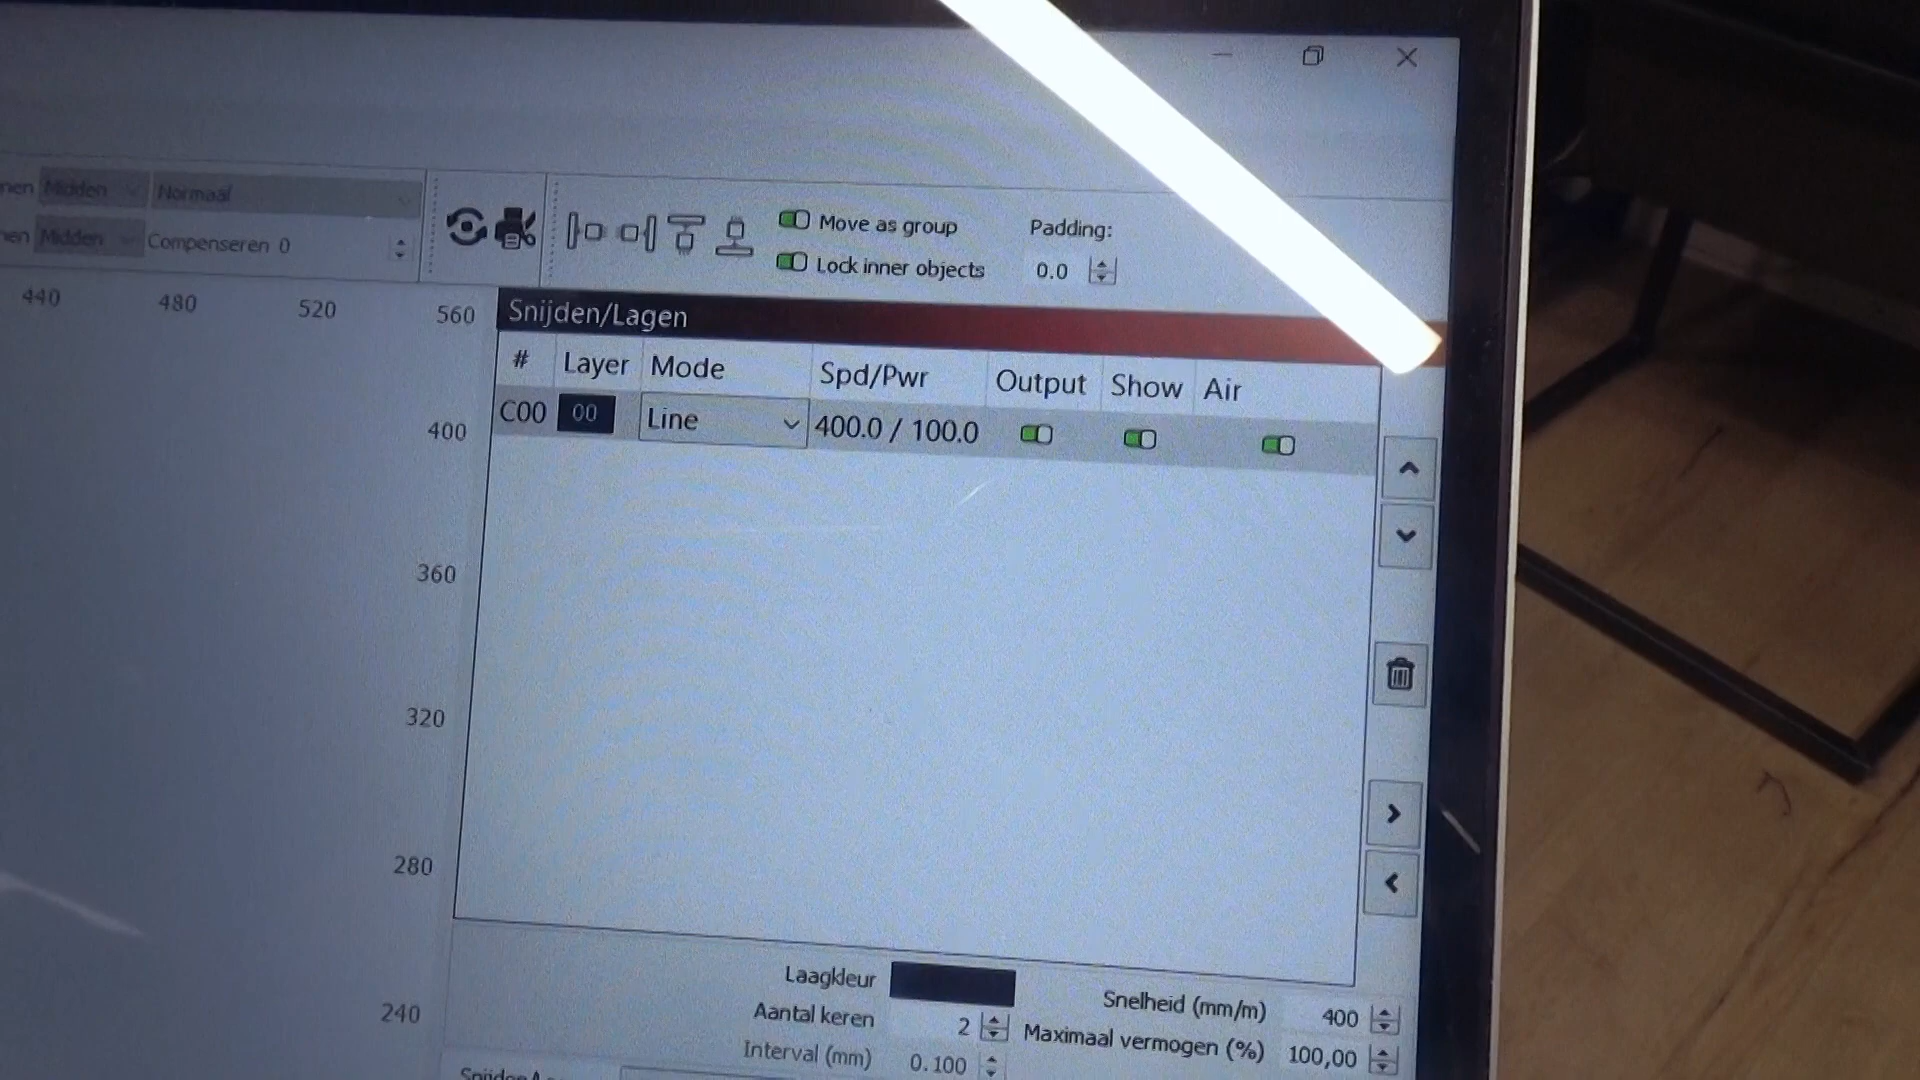 Midden Normaal
Midden Compenseren 0
Move as group
Lock inner objects
Padding:
0.0
440 480 520 560
Snijden/Lagen
# Layer Mode Spd/Pwr Output Show Air
C00 00 Line 400.0 / 100.0
400
360
320
280
240
Laagkleur
Aantal keren 2
Interval (mm) 0.100
Snelheid (mm/m) 400
Maximaal vermogen (%) 100,00